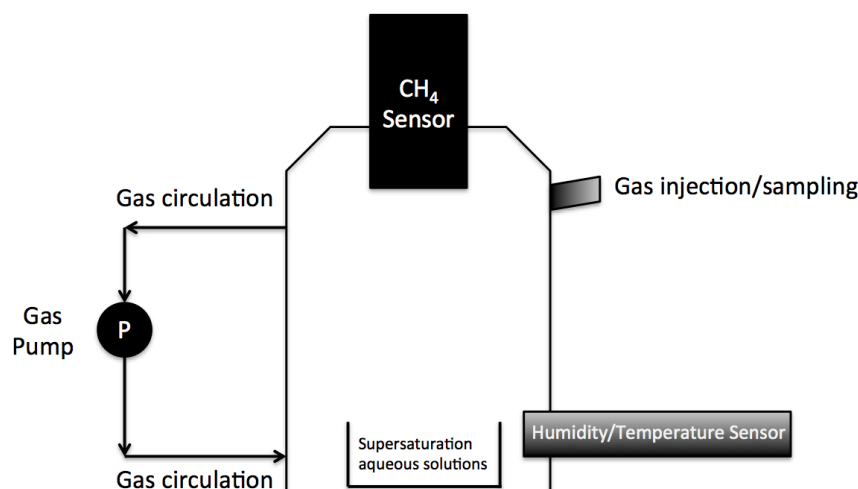 CH₄
Sensor
Gas injection/sampling
Gas circulation
Gas
Pump
P
Humidity/Temperature Sensor
Supersaturation
aqueous solutions
Gas circulation